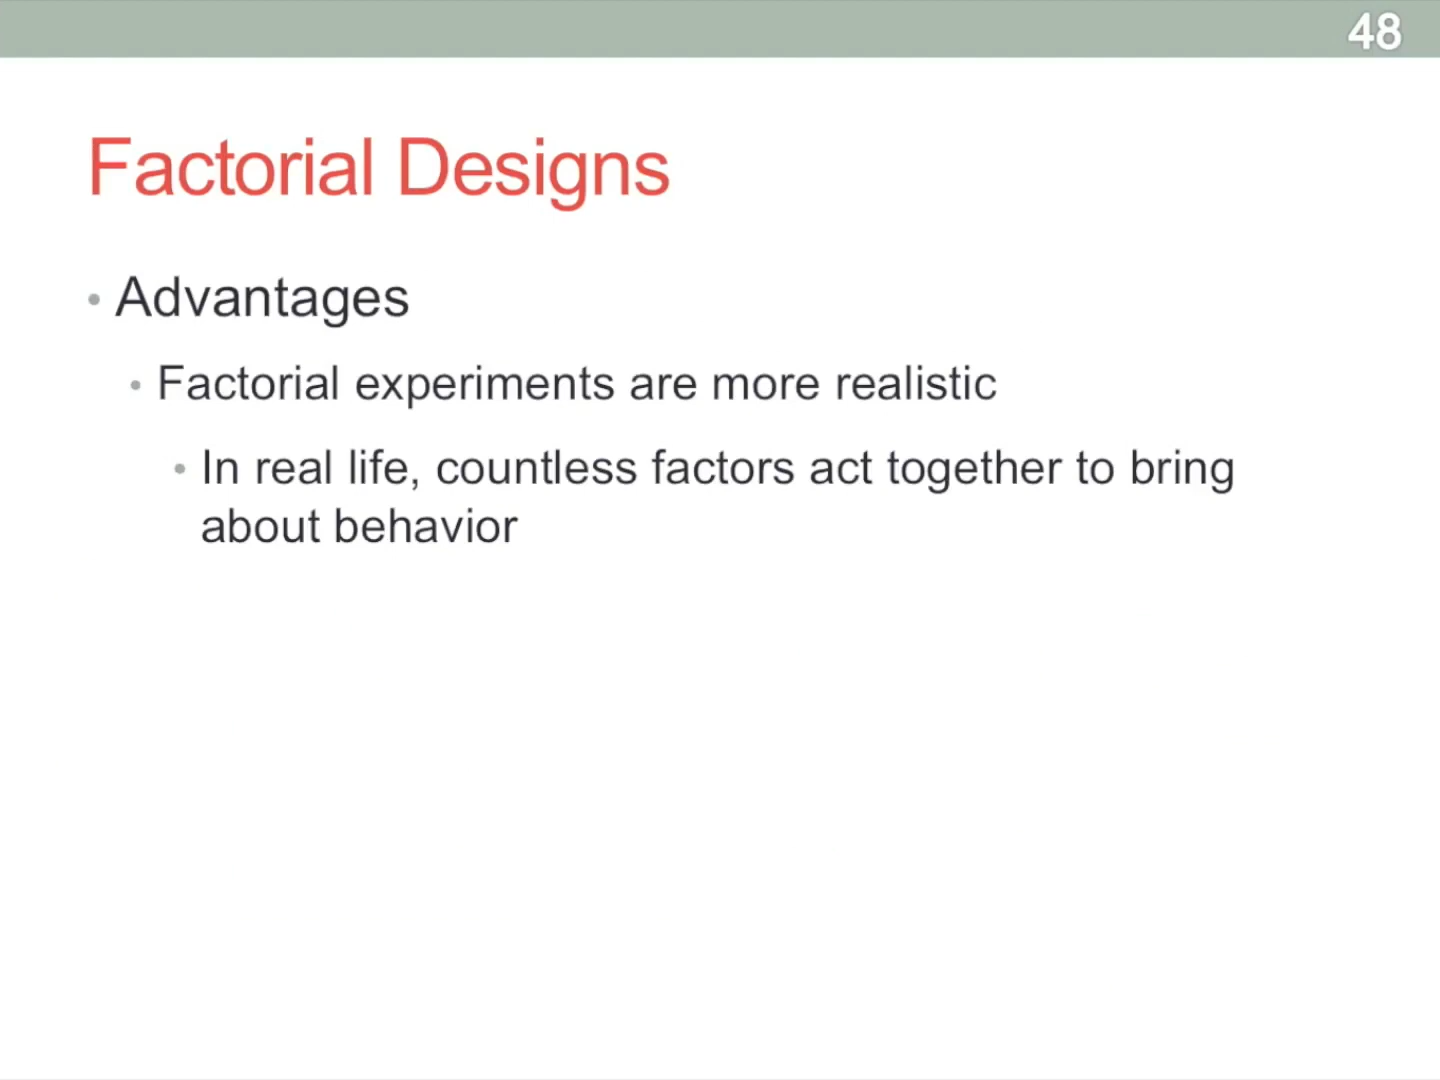 48
Factorial Designs
• Advantages
• Factorial experiments are more realistic
• In real life, countless factors act together to bring
about behavior